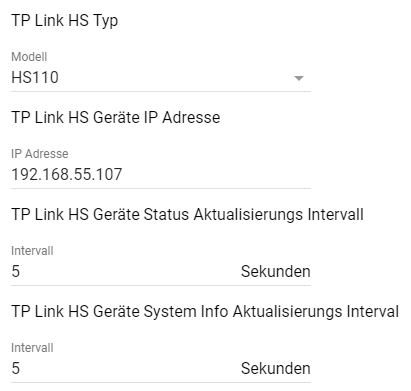 TP Link HS Typ
Modell
HS110
TP Link HS Geräte IP Adresse
IP Adresse
192.168.55.107
TP Link HS Geräte Status Aktualisierungs Intervall
Intervall
5 Sekunden
TP Link HS Geräte System Info Aktualisierungs Interval
Intervall
5 Sekunden